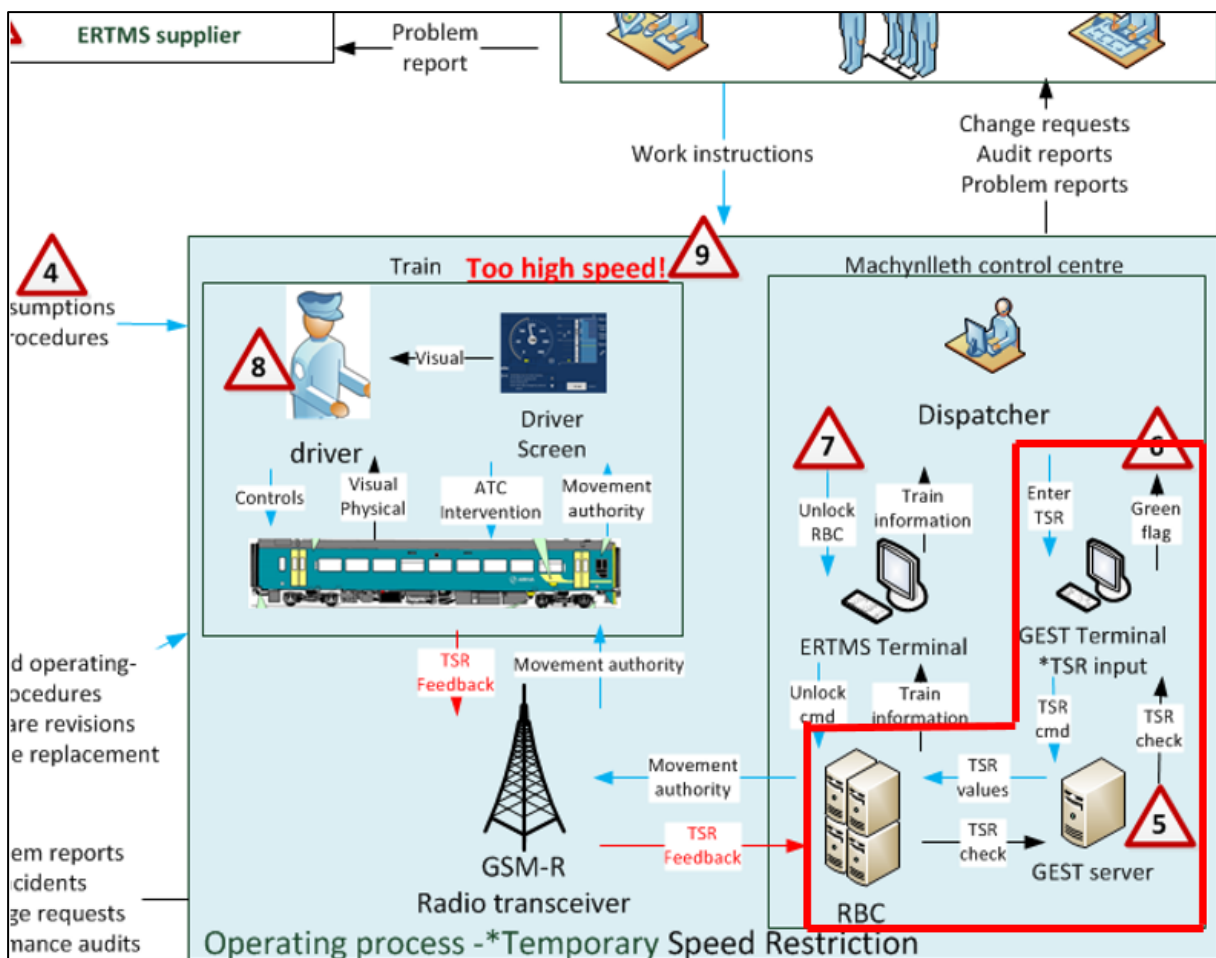 ERTMS supplier
Problem
report
Work instructions
Change requests
Audit reports
Problem reports
4
sumptions
rocedures
Train
Too high speed!
9
Machynlleth control centre
8
Visual
driver
Driver
Screen
Controls
Visual
Physical
ATC
Intervention
Movement
authority
Dispatcher
7
6
Unlock
RBC
Train
information
Enter
TSR
Green
flag
ERTMS Terminal
GEST Terminal
*TSR input
TSR
Feedback
Movement authority
Unlock
cmd
Train
information
TSR
cmd
TSR
check
d operating-
ocedures
are revisions
e replacement
Movement
authority
TSR
values
5
TSR
Feedback
TSR
check
GEST server
GSM-R
Radio transceiver
RBC
em reports
cidents
ge requests
mance audits
Operating process -*Temporary Speed Restriction